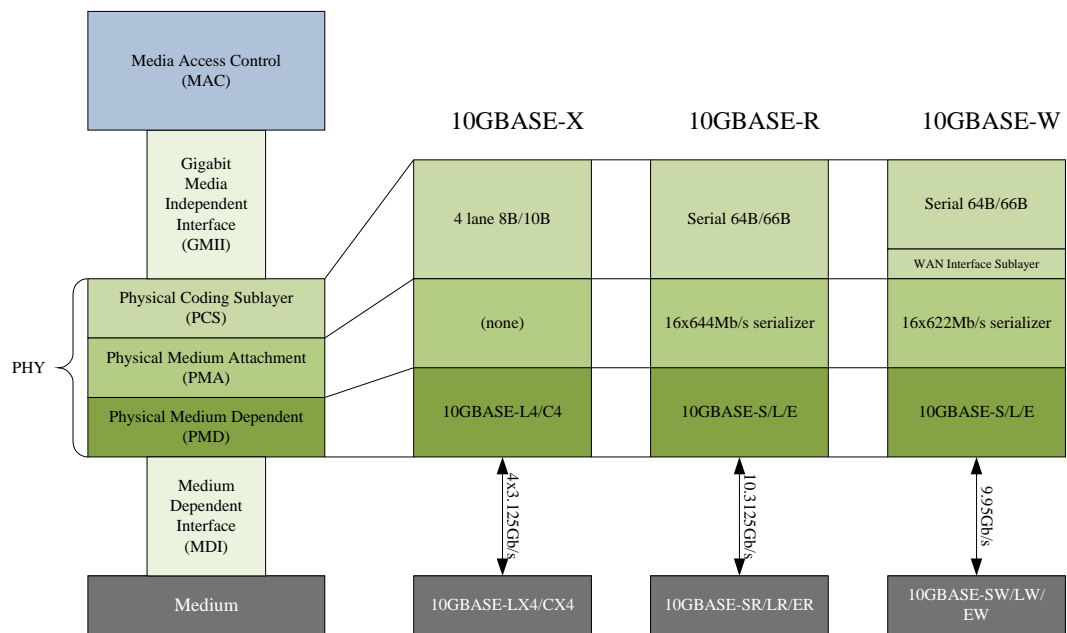 Media Access Control
(MAC)
Gigabit
Media
Independent
Interface
(GMII)
PHY
Physical Coding Sublayer
(PCS)
Physical Medium Attachment
(PMA)
Physical Medium Dependent
(PMD)
Medium
Dependent
Interface
(MDI)
Medium
10GBASE-X
4 lane 8B/10B
(none)
10GBASE-L4/C4
4x3.125Gb/s
10GBASE-LX4/CX4
10GBASE-R
Serial 64B/66B
16x644Mb/s serializer
10GBASE-S/L/E
10.3125Gb/s
10GBASE-SR/LR/ER
10GBASE-W
Serial 64B/66B
WAN Interface Sublayer
16x622Mb/s serializer
10GBASE-S/L/E
9.95Gb/s
10GBASE-SW/LW/
EW